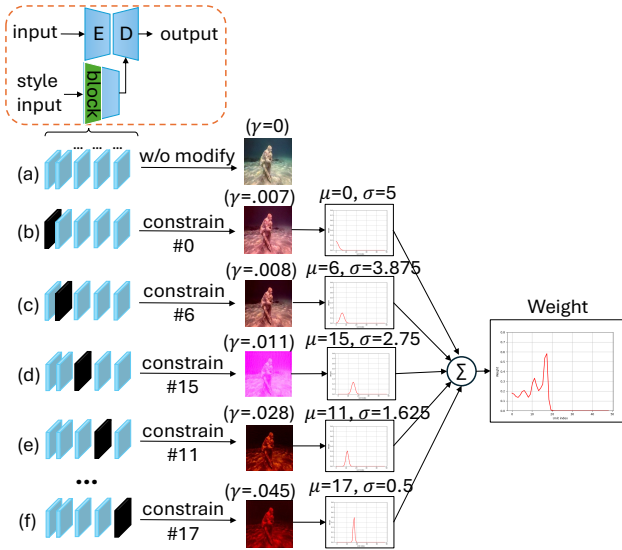 input
E
D
output
style
input
block
... ... ...
(a)
w/o modify
(γ=0)
(b)
constrain
#0
(γ=.007)
μ=0, σ=5
(c)
constrain
#6
(γ=.008)
μ=6, σ=3.875
(d)
constrain
#15
(γ=.011)
μ=15, σ=2.75
(e)
constrain
#11
(γ=.028)
μ=11, σ=1.625
...
(f)
constrain
#17
(γ=.045)
μ=17, σ=0.5
Σ
Weight